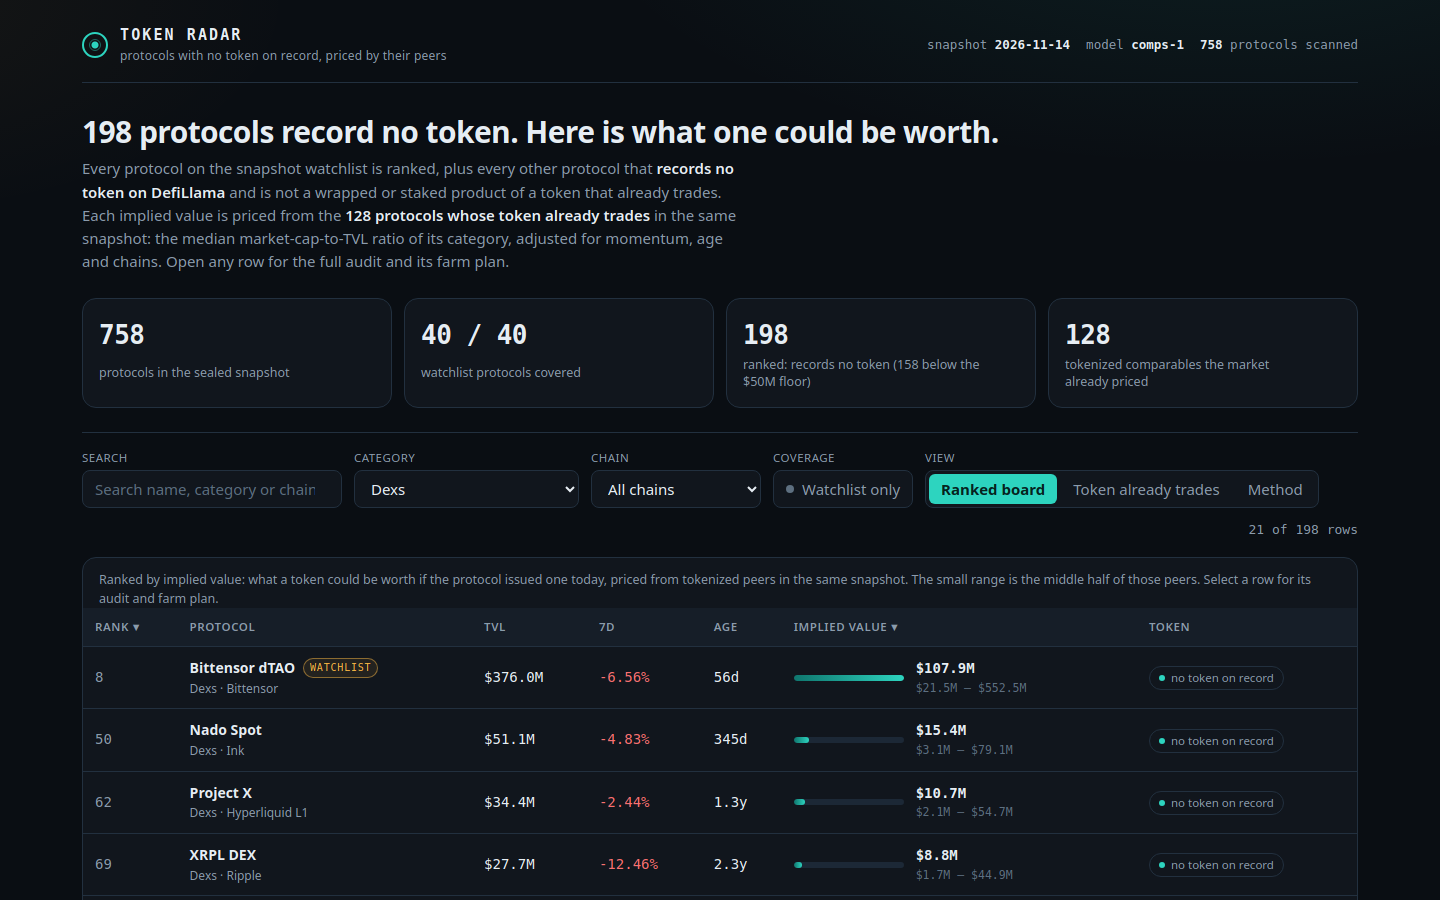 TOKEN RADAR
protocols with no token on record, priced by their peers
snapshot 2026-11-14 model comps-1 758 protocols scanned
198 protocols record no token. Here is what one could be worth.
Every protocol on the snapshot watchlist is ranked, plus every other protocol that records no
token on DefiLlama and is not a wrapped or staked product of a token that already trades.
Each implied value is priced from the 128 protocols whose token already trades in the same
snapshot: the median market-cap-to-TVL ratio of its category, adjusted for momentum, age
and chains. Open any row for the full audit and its farm plan.
758
protocols in the sealed snapshot
40 / 40
watchlist protocols covered
198
ranked: records no token (158 below the
$50M floor)
128
tokenized comparables the market
already priced
SEARCH CATEGORY CHAIN COVERAGE VIEW
Search name, category or chain Dexs All chains Watchlist only Ranked board Token already trades Method
21 of 198 rows
Ranked by implied value: what a token could be worth if the protocol issued one today, priced from tokenized peers in the same snapshot. The small range is the middle half of those peers. Select a row for its
audit and farm plan.
RANK ▼ PROTOCOL TVL 7D AGE IMPLIED VALUE ▼ TOKEN
8 Bittensor dTAO WATCHLIST $376.0M -6.56% 56d $107.9M no token on record
Dexs · Bittensor $21.5M — $552.5M
50 Nado Spot $51.1M -4.83% 345d $15.4M no token on record
Dexs · Ink $3.1M — $79.1M
62 Project X $34.4M -2.44% 1.3y $10.7M no token on record
Dexs · Hyperliquid L1 $2.1M — $54.7M
69 XRPL DEX $27.7M -12.46% 2.3y $8.8M no token on record
Dexs · Ripple $1.7M — $44.9M